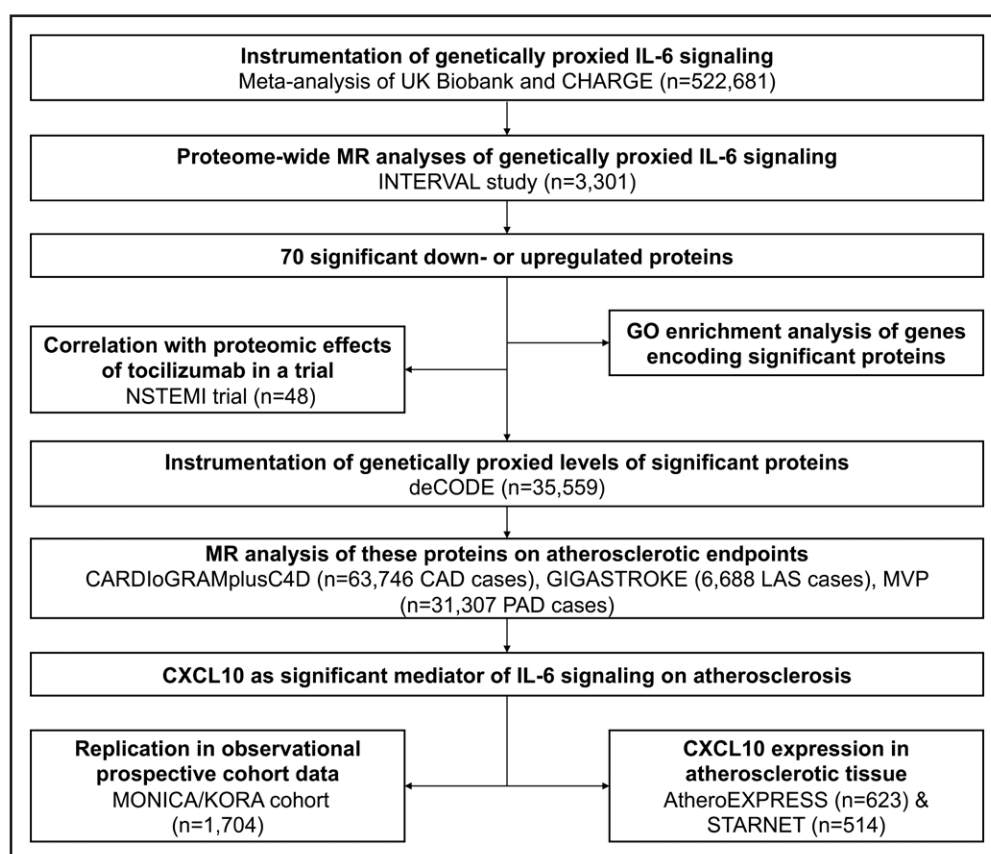 Instrumentation of genetically proxied IL-6 signaling
Meta-analysis of UK Biobank and CHARGE (n=522,681)
Proteome-wide MR analyses of genetically proxied IL-6 signaling
INTERVAL study (n=3,301)
70 significant down- or upregulated proteins
Correlation with proteomic effects
of tocilizumab in a trial
NSTEMI trial (n=48)
GO enrichment analysis of genes
encoding significant proteins
Instrumentation of genetically proxied levels of significant proteins
deCODE (n=35,559)
MR analysis of these proteins on atherosclerotic endpoints
CARDIoGRAMplusC4D (n=63,746 CAD cases), GIGASTROKE (6,688 LAS cases), MVP
(n=31,307 PAD cases)
CXCL10 as significant mediator of IL-6 signaling on atherosclerosis
Replication in observational
prospective cohort data
MONICA/KORA cohort
(n=1,704)
CXCL10 expression in
atherosclerotic tissue
AtheroEXPRESS (n=623) &
STARNET (n=514)